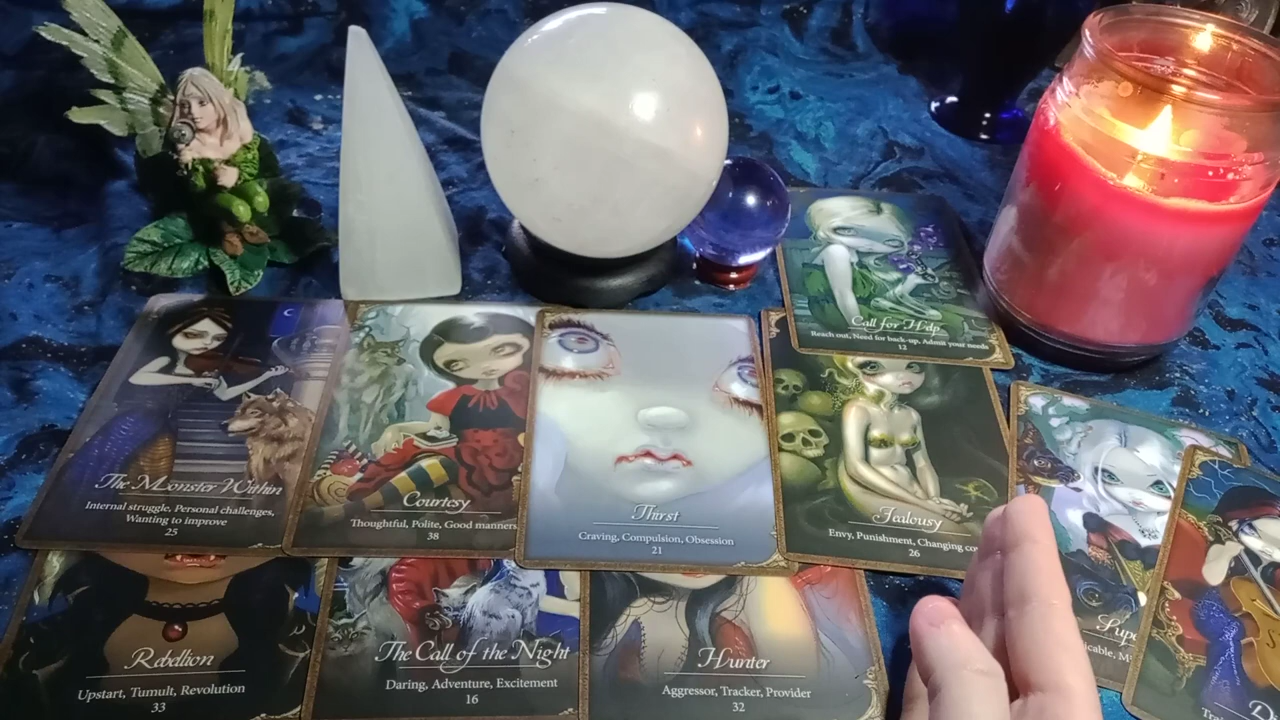 Call for Help
Reach out, Need for back-up, Admit your needs
12
The Monster Within
Internal struggle, Personal challenges,
Wanting to improve
25
Courtesy
Thoughtful, Polite, Good manners
38
Thirst
Craving, Compulsion, Obsession
21
Jealousy
Envy, Punishment, Changing
26
Rebellion
Upstart, Tumult, Revolution
33
The Call of the Night
Daring, Adventure, Excitement
16
Hunter
Aggressor, Tracker, Provider
32